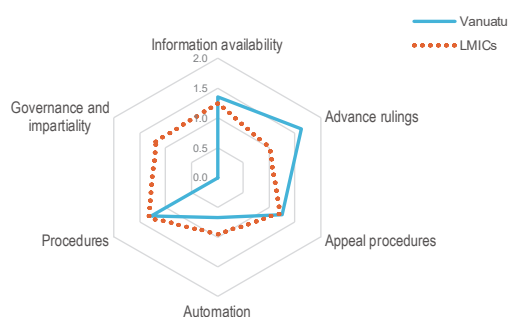 Vanuatu
LMICs
Information availability
2.0
1.5
1.0
0.5
0.0
Governance and
impartiality
Advance rulings
Procedures
Appeal procedures
Automation